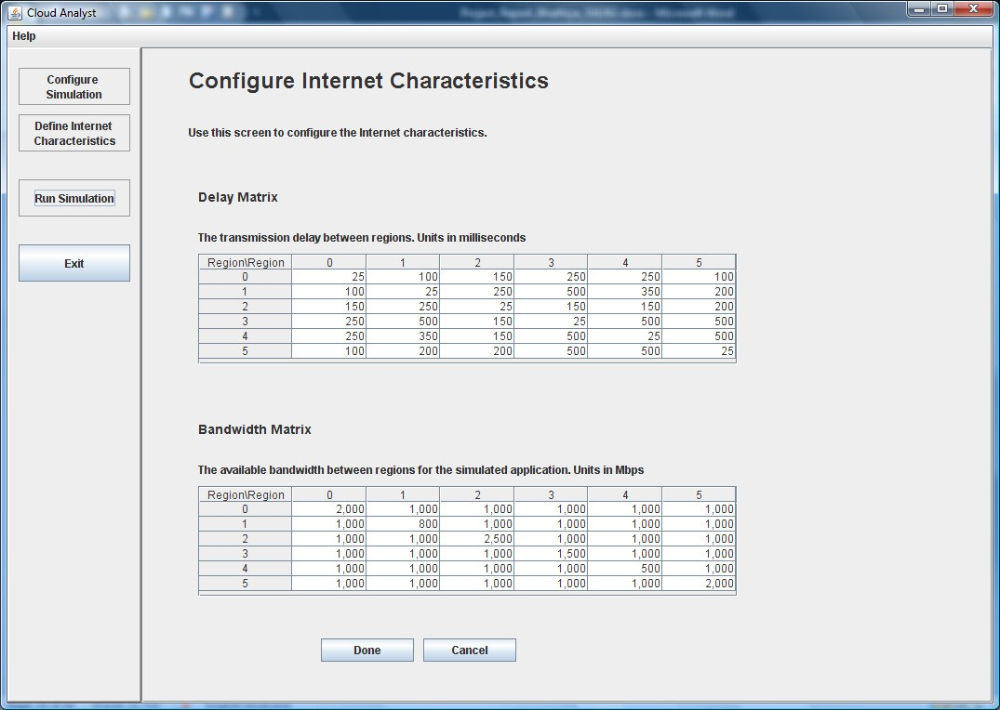 Cloud Analyst
Help
Configure
Simulation
Define Internet
Characteristics
Run Simulation
Exit
Configure Internet Characteristics
Use this screen to configure the Internet characteristics.
Delay Matrix
The transmission delay between regions. Units in milliseconds
Region\Region 0 1 2 3 4 5
0 25 100 150 250 250 100
1 100 25 250 500 350 200
2 150 250 25 150 150 200
3 250 500 150 25 500 500
4 250 350 150 500 25 500
5 100 200 200 500 500 25
Bandwidth Matrix
The available bandwidth between regions for the simulated application. Units in Mbps
Region\Region 0 1 2 3 4 5
0 2,000 1,000 1,000 1,000 1,000 1,000
1 1,000 800 1,000 1,000 1,000 1,000
2 1,000 1,000 2,500 1,000 1,000 1,000
3 1,000 1,000 1,000 1,500 1,000 1,000
4 1,000 1,000 1,000 1,000 500 1,000
5 1,000 1,000 1,000 1,000 1,000 2,000
Done Cancel